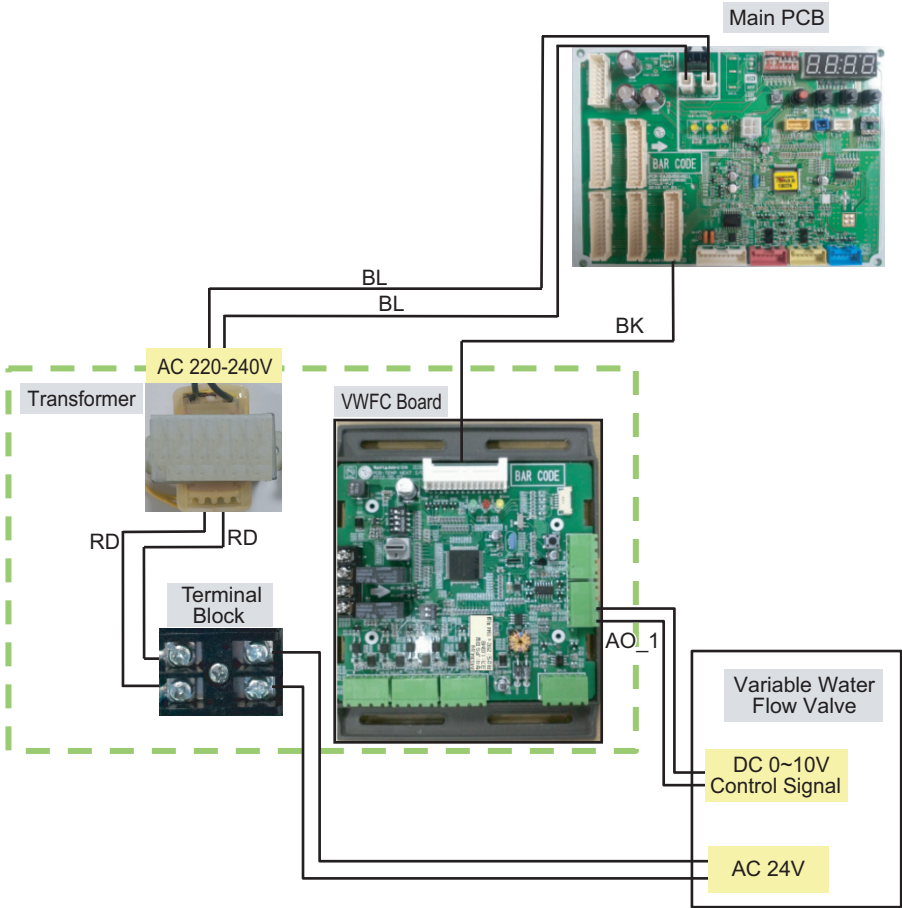 Main PCB
BAR CODE
BL
BL
BK
AC 220-240V
Transformer
VWFC Board
BAR CODE
RD
RD
Terminal
Block
AO_1
Variable Water
Flow Valve
DC 0~10V
Control Signal
AC 24V